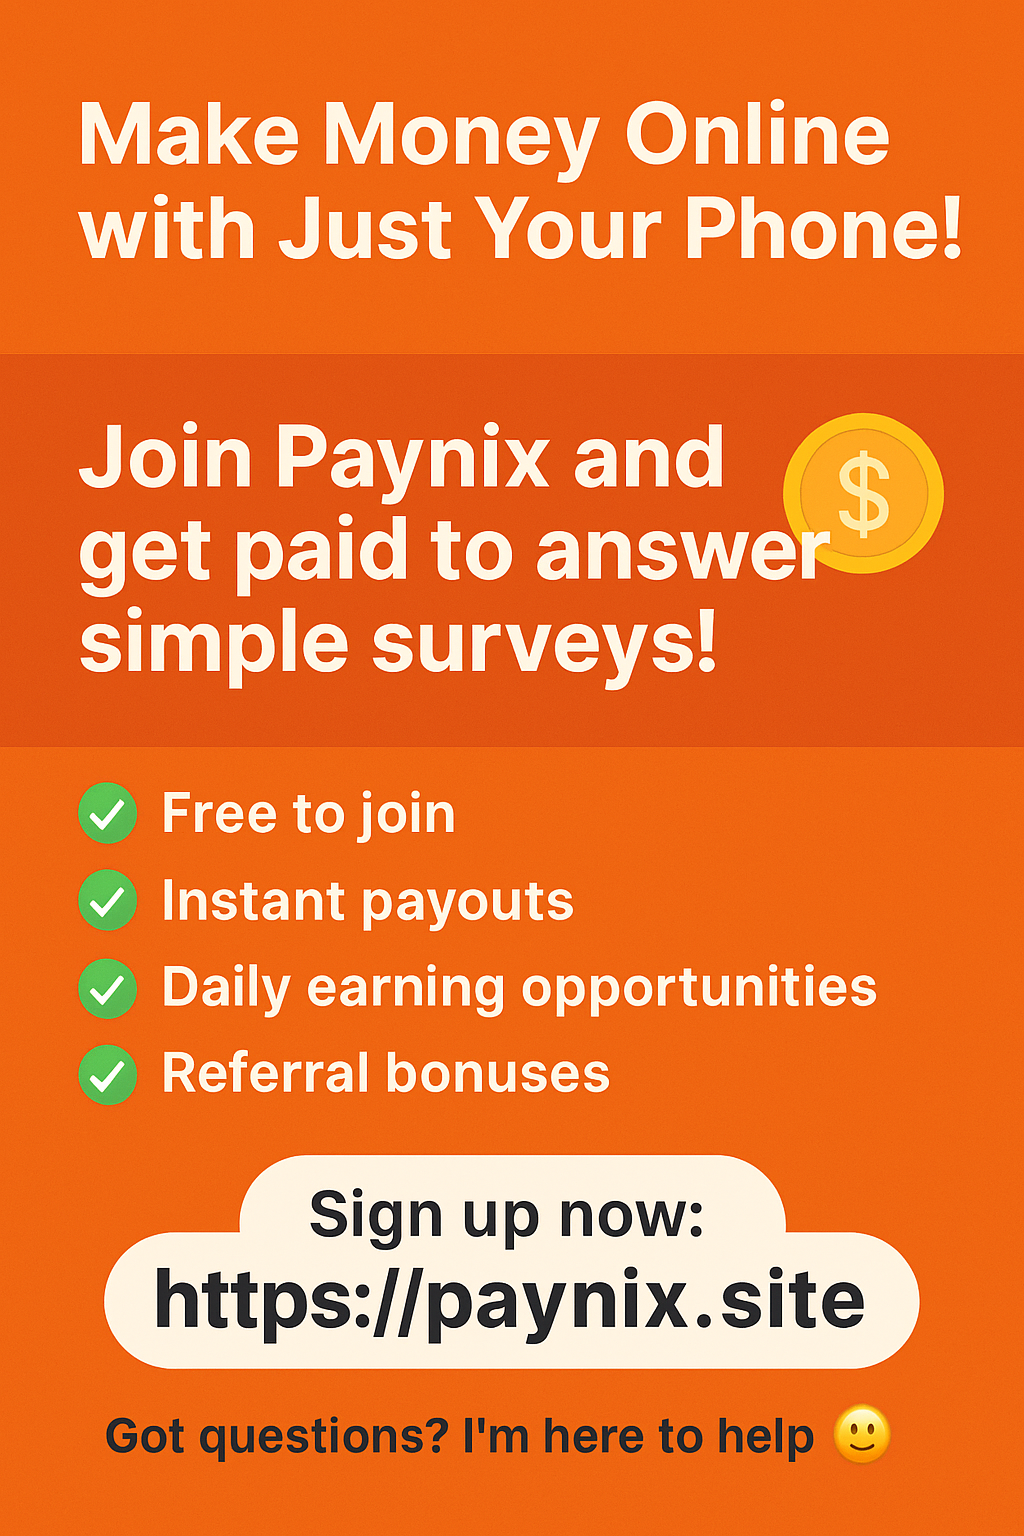 Make Money Online
with Just Your Phone!
Join Paynix and
get paid to answer
simple surveys!
$
Free to join
Instant payouts
Daily earning opportunities
Referral bonuses
Sign up now:
https://paynix.site
Got questions? I'm here to help